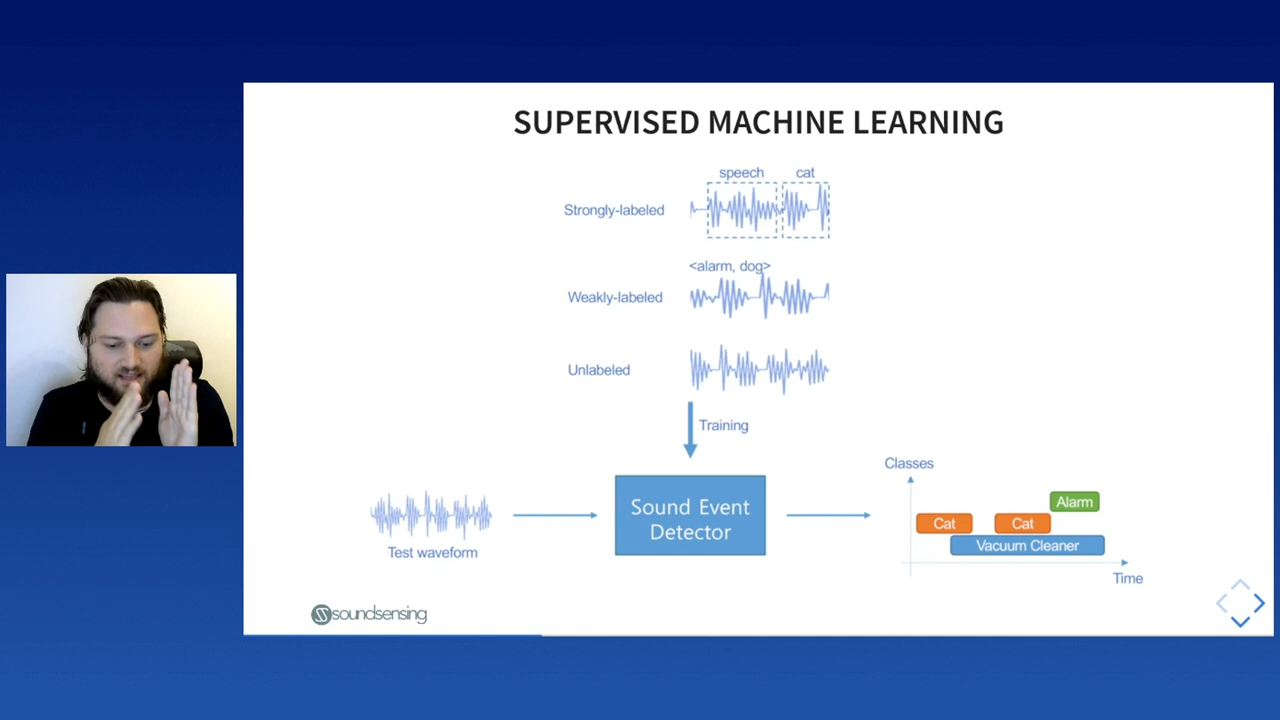 SUPERVISED MACHINE LEARNING
speech cat
Strongly-labeled
<alarm, dog>
Weakly-labeled
Unlabeled
Training
Classes
Sound Event
Detector
Test waveform
Alarm
Cat Cat
Vacuum Cleaner
Time
soundsensing